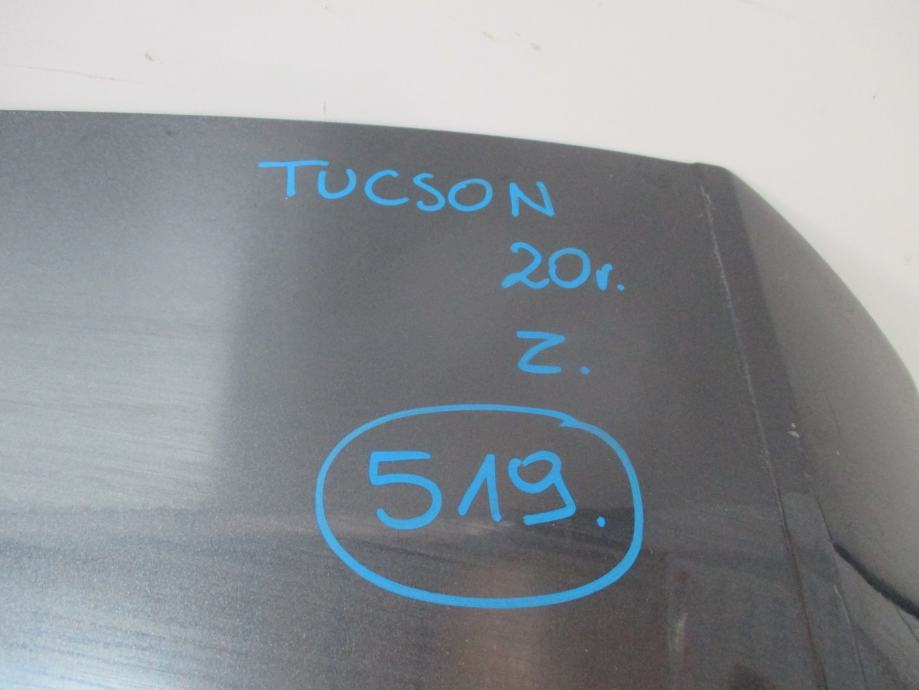 TUCSON
20r.
Z.
519.